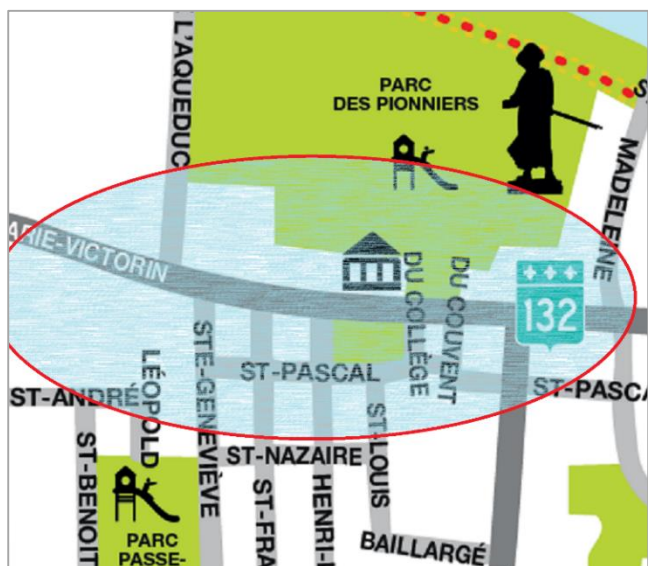 L'AQUEDUC
PARC
DES PIONNIERS
MADELEINE
ARIE-VICTORIN
132
DU COLLÈGE
DU COUVENT
STE-GENEVIÈVE
LÉOPOLD
ST-PASCAL
ST-PASCA
ST-ANDRÉ
ST-BENOIT
ST-NAZAIRE
ST-LOUIS
ST-FRA
HENRI-
BAILLARGÉ
PARC
PASSE-